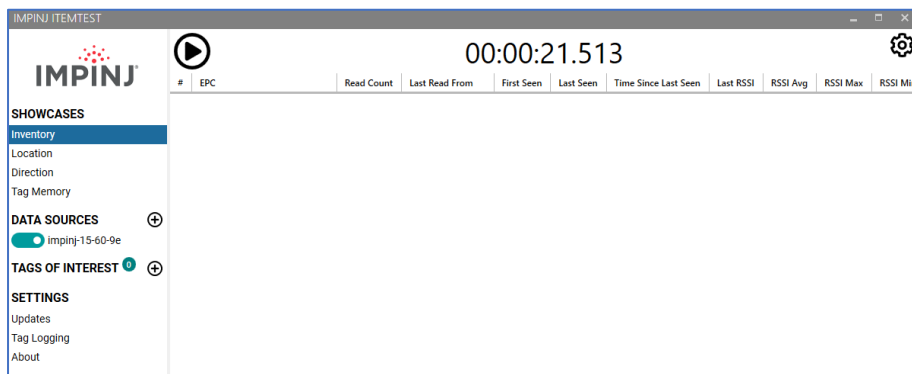 IMPINJ ITEMTEST
IMPINJ
00:00:21.513
# EPC Read Count Last Read From First Seen Last Seen Time Since Last Seen Last RSSI RSSI Avg RSSI Max RSSI Mi
SHOWCASES
Inventory
Location
Direction
Tag Memory
DATA SOURCES
impinj-15-60-9e
TAGS OF INTEREST 0
SETTINGS
Updates
Tag Logging
About